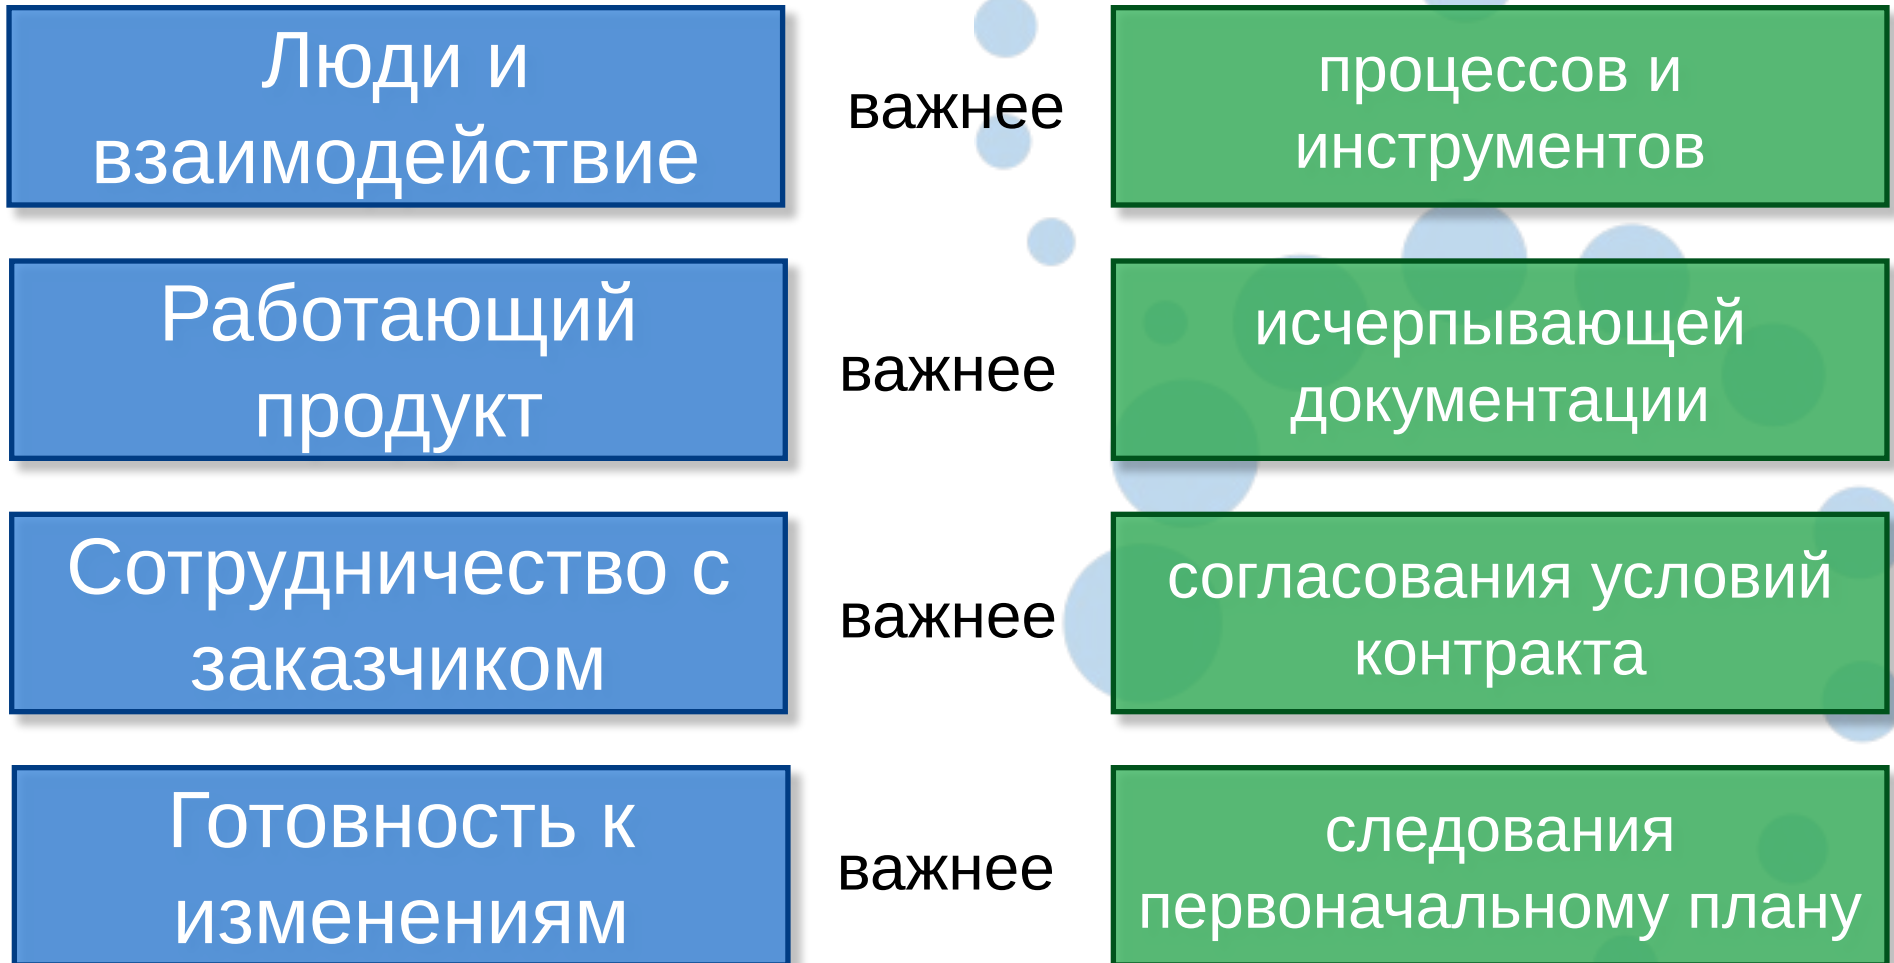 Люди и
взаимодействие
важнее
процессов и
инструментов
Работающий
продукт
важнее
исчерпывающей
документации
Сотрудничество с
заказчиком
важнее
согласования условий
контракта
Готовность к
изменениям
важнее
следования
первоначальному плану